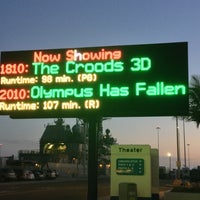 Now Showing
1810: The Croods 3D
Runtime: 98 min. (PG)
2010: Olympus Has Fallen
Runtime: 107 min. (R)
Theater